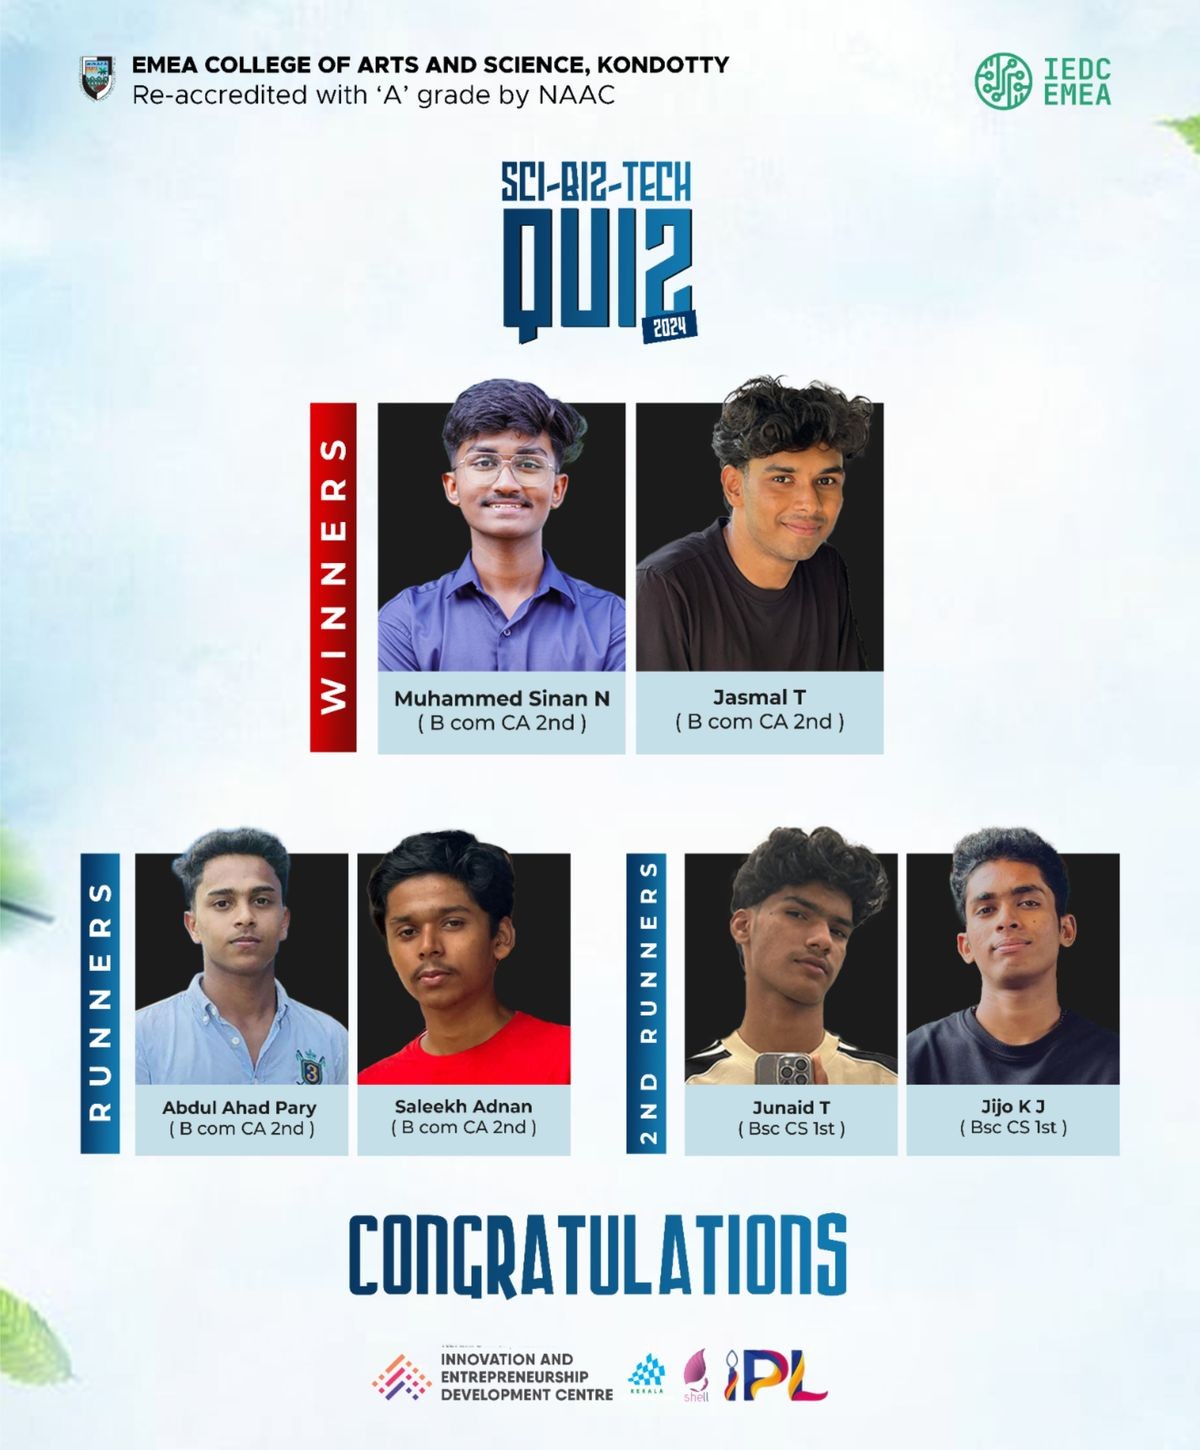 EMEA COLLEGE OF ARTS AND SCIENCE, KONDOTTY
Re-accredited with ‘A’ grade by NAAC
IEDC
EMEA
SCI-BIZ-TECH
QUIZ
2024
WINNERS
Muhammed Sinan N
( B com CA 2nd )
Jasmal T
( B com CA 2nd )
RUNNERS
Abdul Ahad Pary
( B com CA 2nd )
Saleekh Adnan
( B com CA 2nd )
2ND RUNNERS
Junaid T
( Bsc CS 1st )
Jijo K J
( Bsc CS 1st )
3
CONGRATULATIONS
INNOVATION AND
ENTREPRENEURSHIP
DEVELOPMENT CENTRE
KERALA
shell
iPL